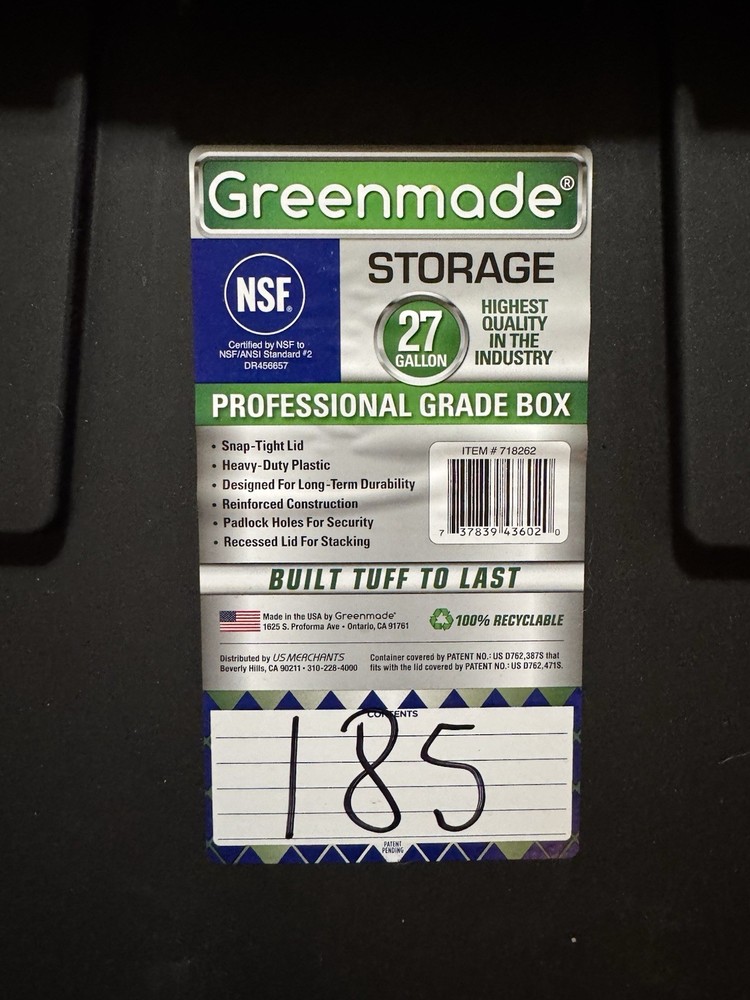 Greenmade®
NSF®
Certified by NSF to
NSF/ANSI Standard #2
DR456657
STORAGE
27
GALLON
HIGHEST
QUALITY
IN THE
INDUSTRY
PROFESSIONAL GRADE BOX
• Snap-Tight Lid
• Heavy-Duty Plastic
• Designed For Long-Term Durability
• Reinforced Construction
• Padlock Holes For Security
• Recessed Lid For Stacking
ITEM # 718262
7 37839 43602 0
BUILT TUFF TO LAST
Made in the USA by Greenmade®
1625 S. Proforma Ave • Ontario, CA 91761
100% RECYCLABLE
Distributed by US MERCHANTS
Beverly Hills, CA 90211 • 310-228-4000
Container covered by PATENT NO.: US D762,387S that
fits with the lid covered by PATENT NO.: US D762,471S.
CONTENTS
185
PATENT
PENDING